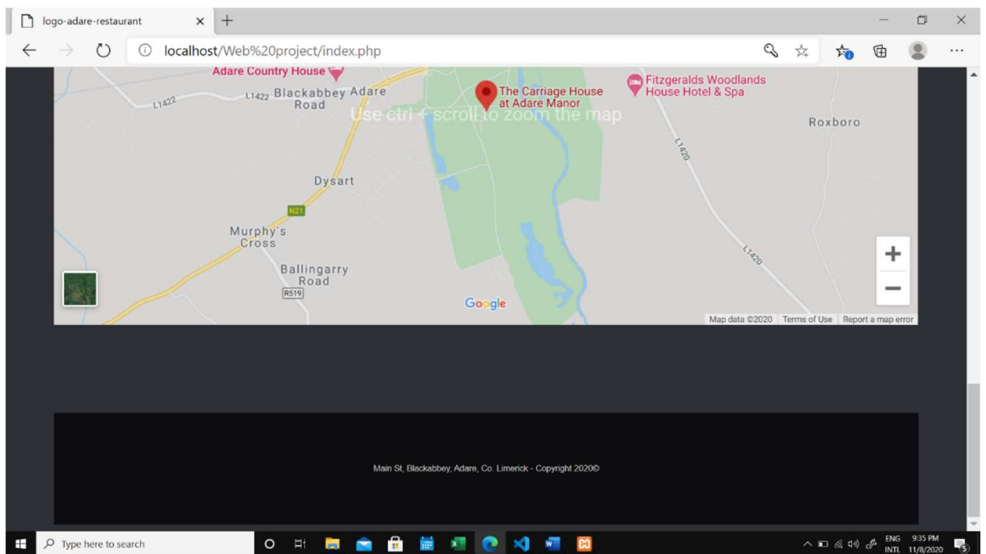 logo-adare-restaurant
localhost/Web%20project/index.php
Adare Country House
L1422
L1422
Blackabbey
Road
Adare
The Carriage House
at Adare Manor
Fitzgeralds Woodlands
House Hotel & Spa
Use ctrl + scroll to zoom the map
Roxboro
L1420
Dysart
N21
Murphy's
Cross
L1420
Ballingarry
Road
R519
Google
Map data ©2020
Terms of Use
Report a map error
Main St, Blackabbey, Adare, Co. Limerick - Copyright 2020©
Type here to search
ENG
INTL
9:35 PM
11/8/2020